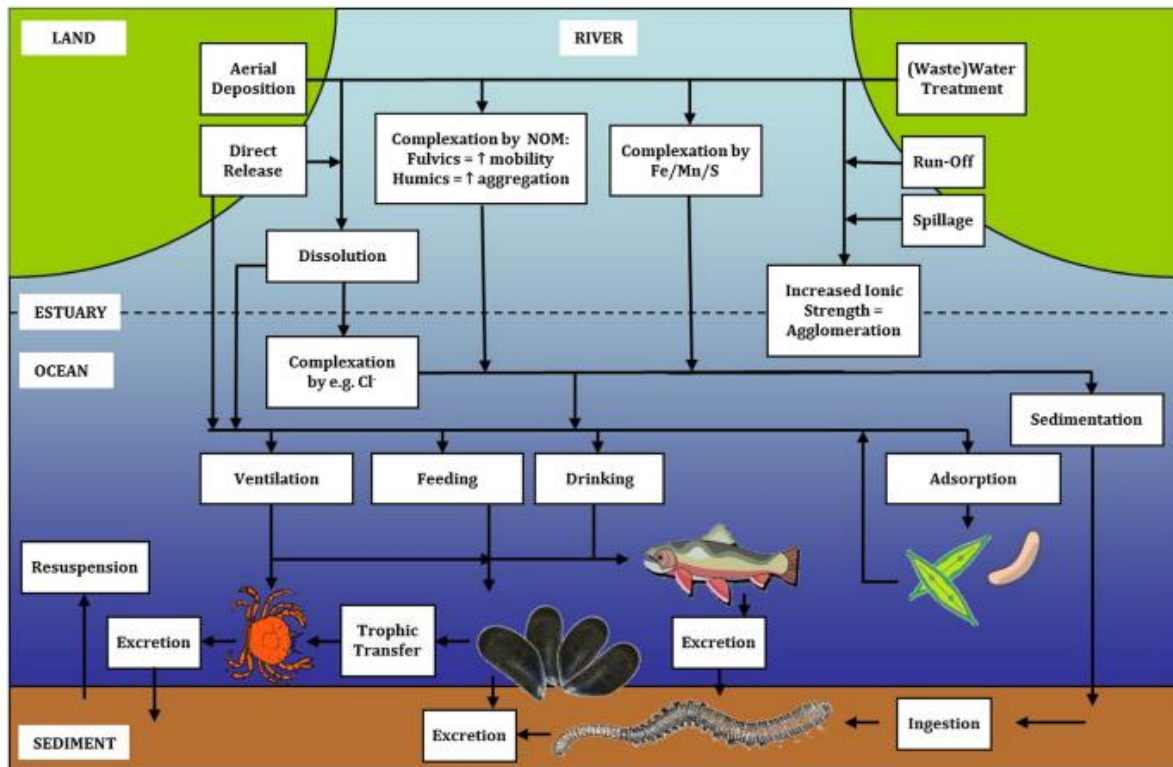 LAND
RIVER
Aerial
Deposition
(Waste)Water
Treatment
Direct
Release
Complexation by NOM:
Fulvics = ↑ mobility
Humics = ↑ aggregation
Complexation by
Fe/Mn/S
Run-Off
Spillage
Dissolution
Increased Ionic
Strength =
Agglomeration
ESTUARY
OCEAN
Complexation
by e.g. Cl-
Sedimentation
Ventilation
Feeding
Drinking
Adsorption
Resuspension
Excretion
Trophic
Transfer
Excretion
SEDIMENT
Excretion
Ingestion